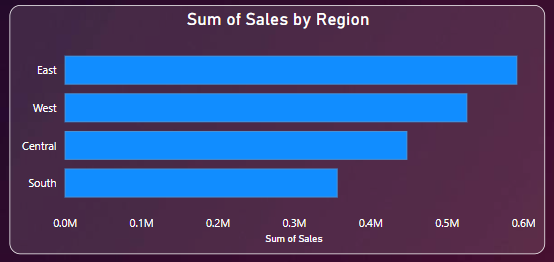 Sum of Sales by Region
East
West
Central
South
0.0M 0.1M 0.2M 0.3M 0.4M 0.5M 0.6M
Sum of Sales